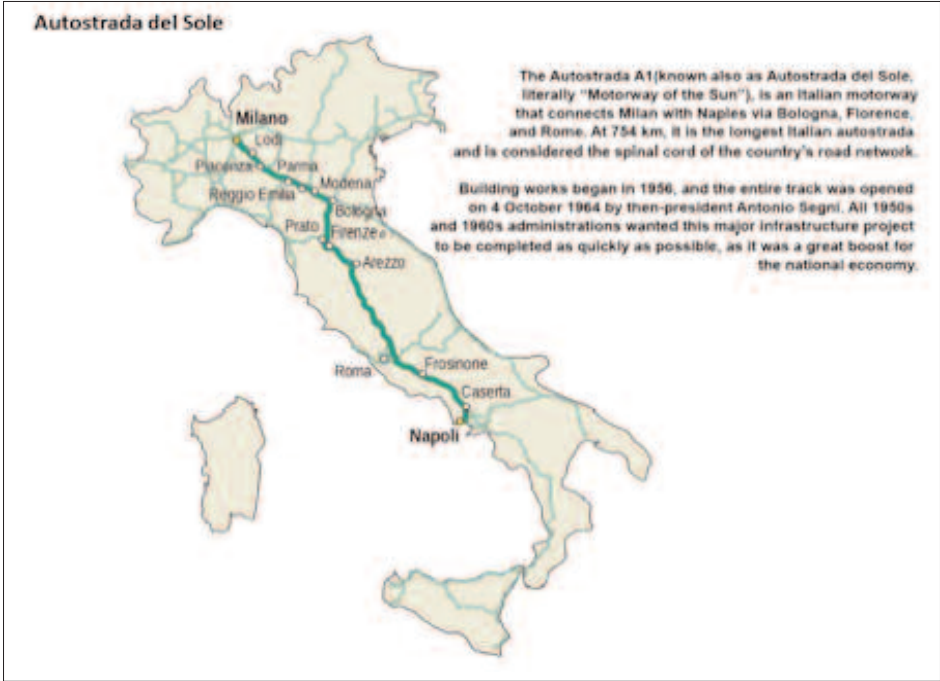 Autostrada del Sole
The Autostrada A1(known also as Autostrada del Sole,
literally "Motorway of the Sun"), is an Italian motorway
that connects Milan with Naples via Bologna, Florence,
and Rome. At 754 km, it is the longest Italian autostrada
and is considered the spinal cord of the country's road network.
Building works began in 1956, and the entire track was opened
on 4 October 1964 by then-president Antonio Segni. All 1950s
and 1960s administrations wanted this major infrastructure project
to be completed as quickly as possible, as it was a great boost for
the national economy.
Milano
Lodi
Piacenza
Parma
Reggio Emilia
Modena
Bologna
Prato
Firenze
Arezzo
Roma
Frosinone
Caserta
Napoli